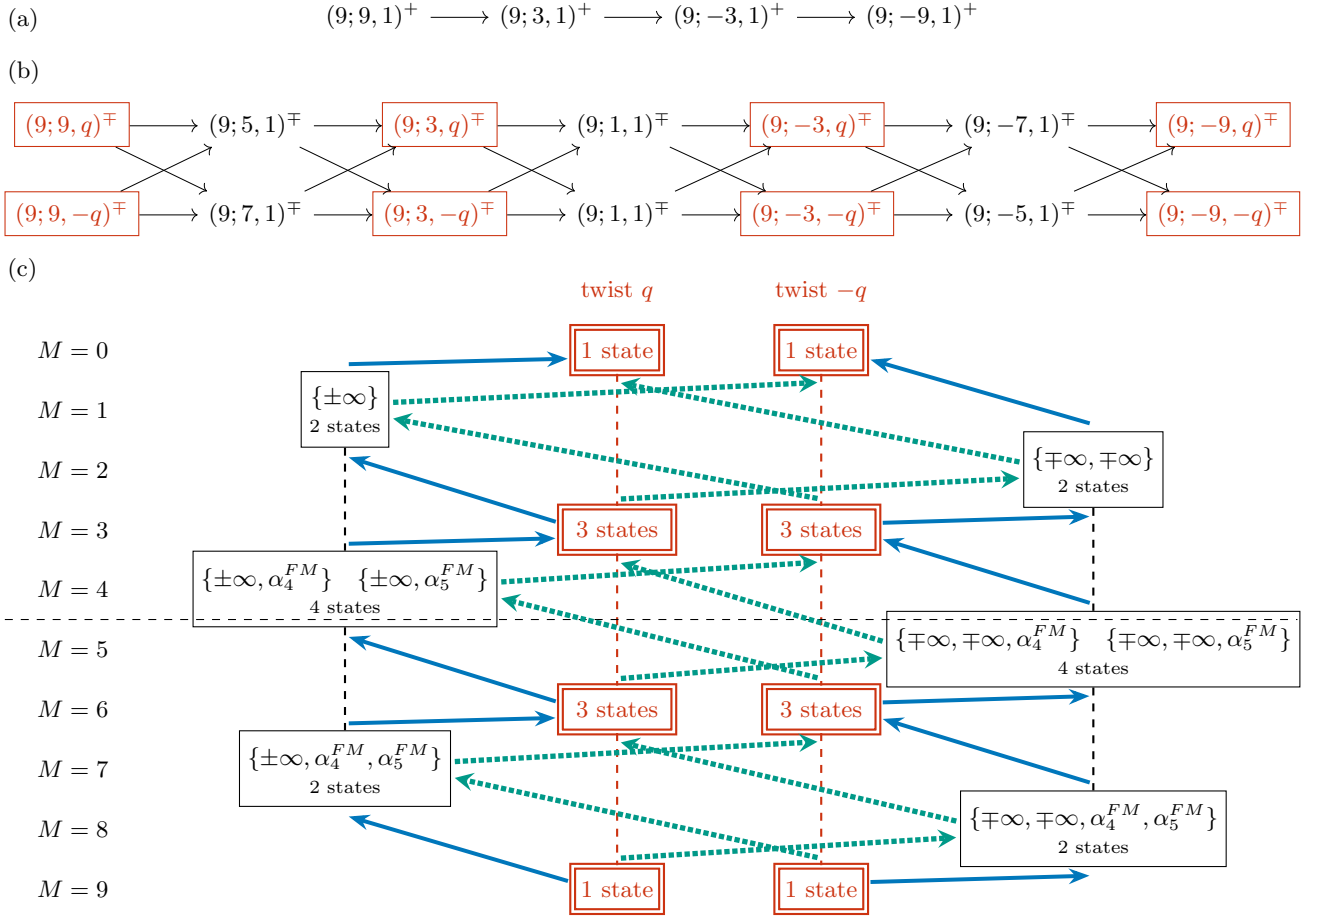 (a) (9; 9, 1)⁺ ⟶ (9; 3, 1)⁺ ⟶ (9; −3, 1)⁺ ⟶ (9; −9, 1)⁺
(b)
(9; 9, q)^∓ (9; 5, 1)^∓ (9; 3, q)^∓ (9; 1, 1)^∓ (9; −3, q)^∓ (9; −7, 1)^∓ (9; −9, q)^∓
(9; 9, −q)^∓ (9; 7, 1)^∓ (9; 3, −q)^∓ (9; 1, 1)^∓ (9; −3, −q)^∓ (9; −5, 1)^∓ (9; −9, −q)^∓
(c)
twist q twist −q
M = 0 1 state 1 state
M = 1 {±∞}
2 states
M = 2 {∓∞, ∓∞}
2 states
M = 3 3 states 3 states
M = 4 {±∞, α₄^{FM}} {±∞, α₅^{FM}}
4 states
M = 5 {∓∞, ∓∞, α₄^{FM}} {∓∞, ∓∞, α₅^{FM}}
4 states
M = 6 3 states 3 states
M = 7 {±∞, α₄^{FM}, α₅^{FM}}
2 states
M = 8 {∓∞, ∓∞, α₄^{FM}, α₅^{FM}}
2 states
M = 9 1 state 1 state